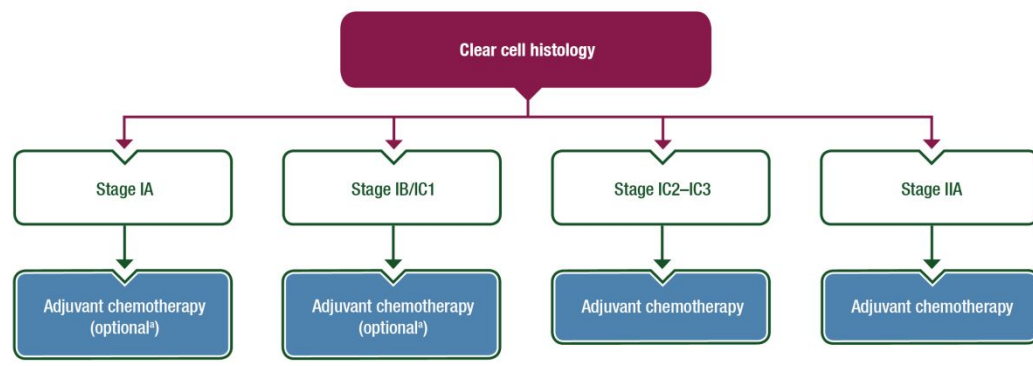 Clear cell histology
Stage IA
Stage IB/IC1
Stage IC2–IC3
Stage IIA
Adjuvant chemotherapy
(optionalᵃ)
Adjuvant chemotherapy
(optionalᵃ)
Adjuvant chemotherapy
Adjuvant chemotherapy